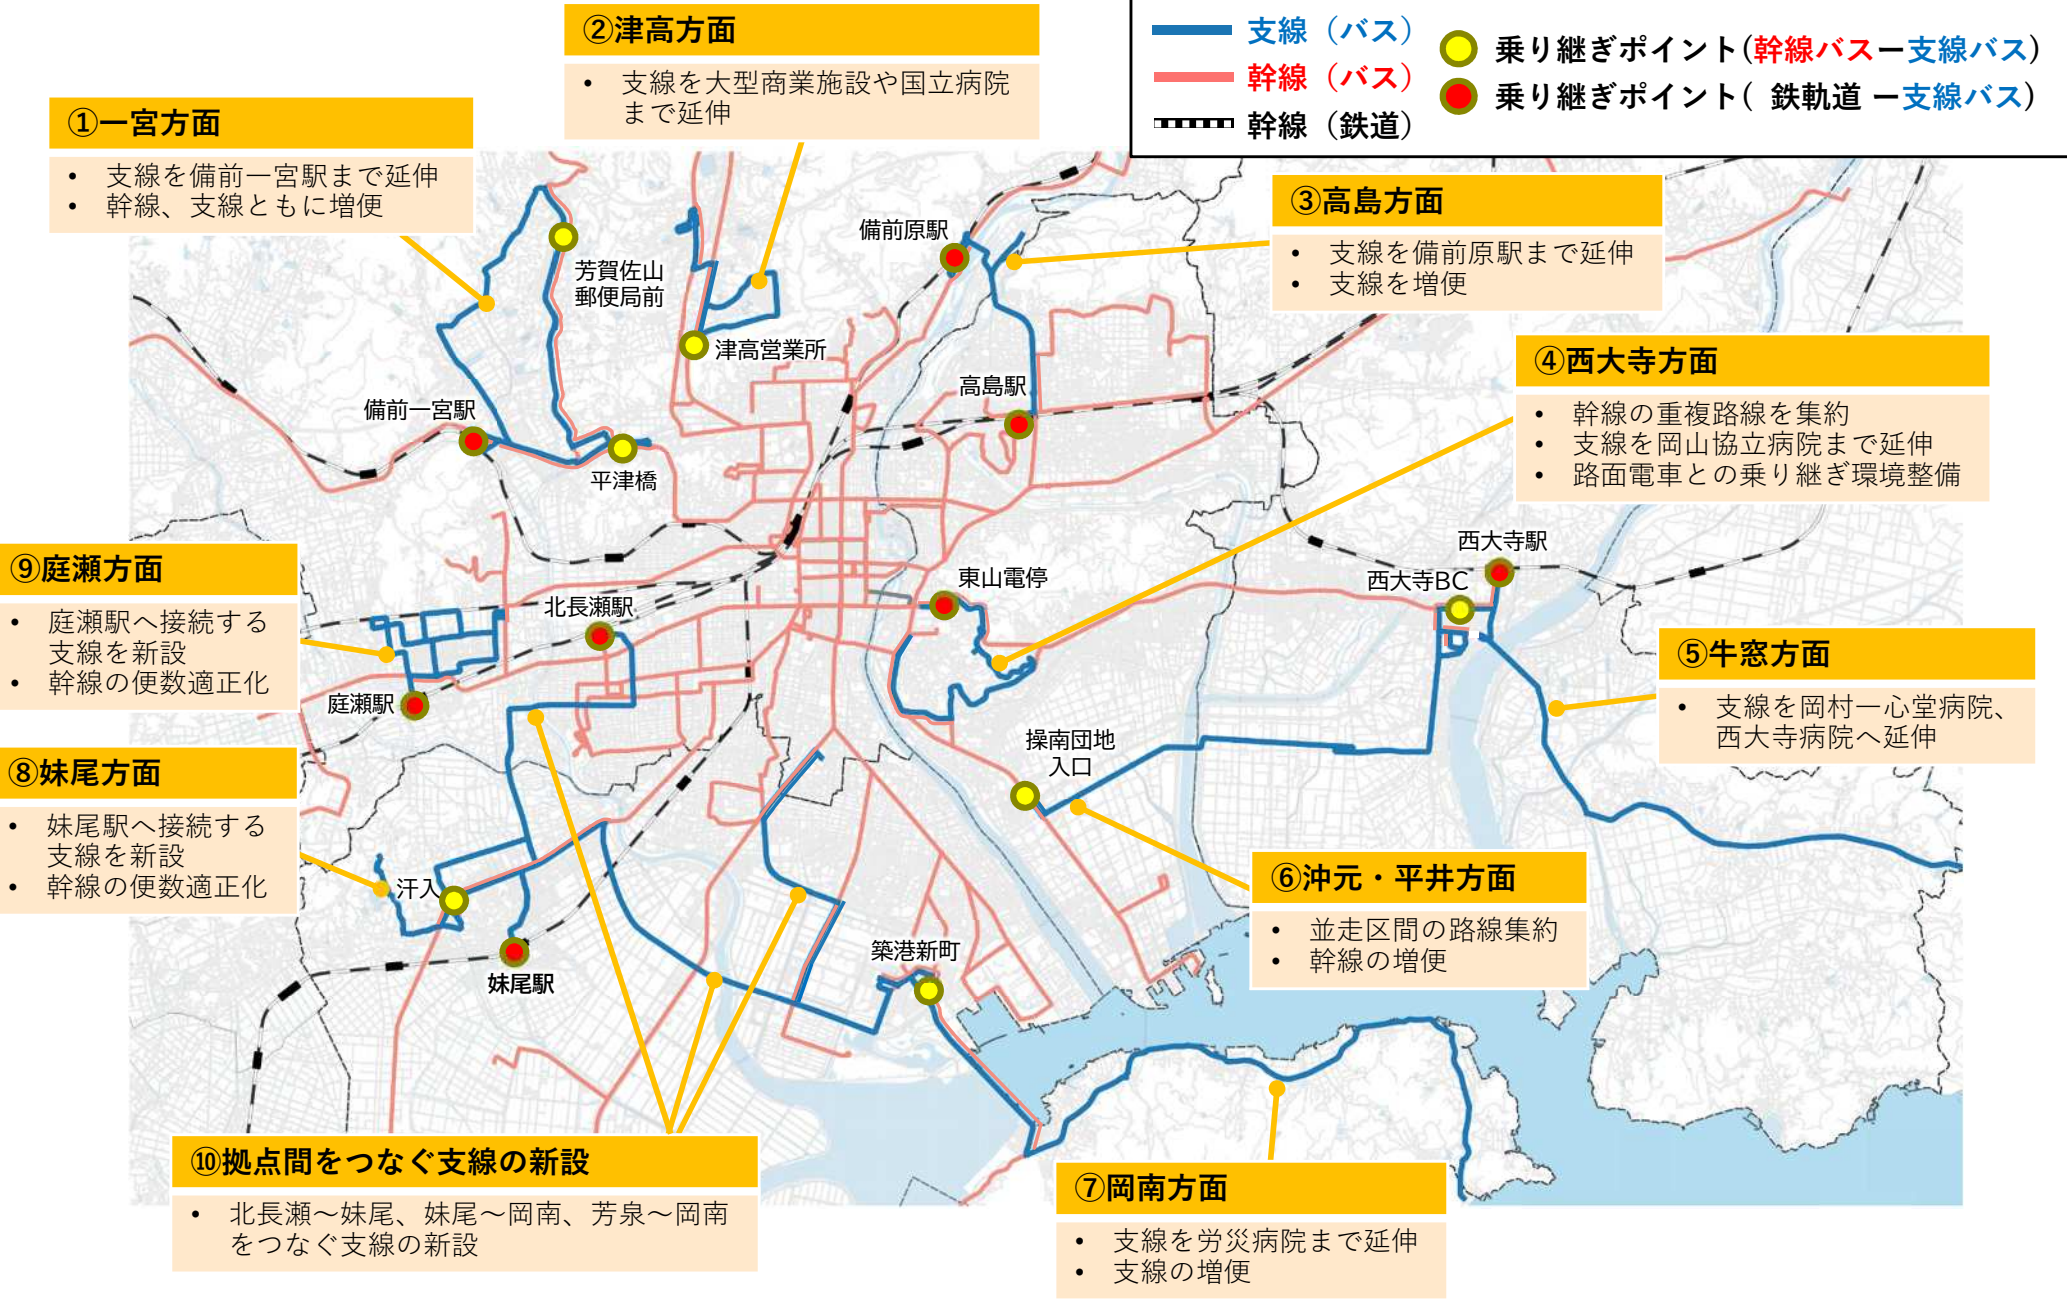 支線（バス）
幹線（バス）
幹線（鉄道）
乗り継ぎポイント(幹線バスー支線バス)
乗り継ぎポイント( 鉄軌道 ー支線バス)
①一宮方面
• 支線を備前一宮駅まで延伸
• 幹線、支線ともに増便
②津高方面
• 支線を大型商業施設や国立病院
まで延伸
③高島方面
• 支線を備前原駅まで延伸
• 支線を増便
④西大寺方面
• 幹線の重複路線を集約
• 支線を岡山協立病院まで延伸
• 路面電車との乗り継ぎ環境整備
⑤牛窓方面
• 支線を岡村一心堂病院、
西大寺病院へ延伸
⑥沖元・平井方面
• 並走区間の路線集約
• 幹線の増便
⑦岡南方面
• 支線を労災病院まで延伸
• 支線の増便
⑧妹尾方面
• 妹尾駅へ接続する
支線を新設
• 幹線の便数適正化
⑨庭瀬方面
• 庭瀬駅へ接続する
支線を新設
• 幹線の便数適正化
⑩拠点間をつなぐ支線の新設
• 北長瀬～妹尾、妹尾～岡南、芳泉～岡南
をつなぐ支線の新設
備前原駅
芳賀佐山
郵便局前
津高営業所
高島駅
備前一宮駅
平津橋
西大寺駅
西大寺BC
東山電停
北長瀬駅
庭瀬駅
操南団地
入口
汗入
築港新町
妹尾駅